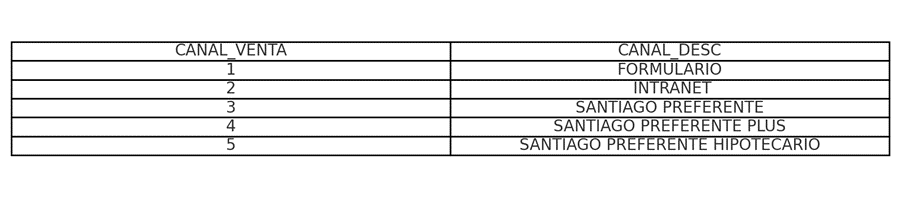 CANAL_VENTA CANAL_DESC
1 FORMULARIO
2 INTRANET
3 SANTIAGO PREFERENTE
4 SANTIAGO PREFERENTE PLUS
5 SANTIAGO PREFERENTE HIPOTECARIO